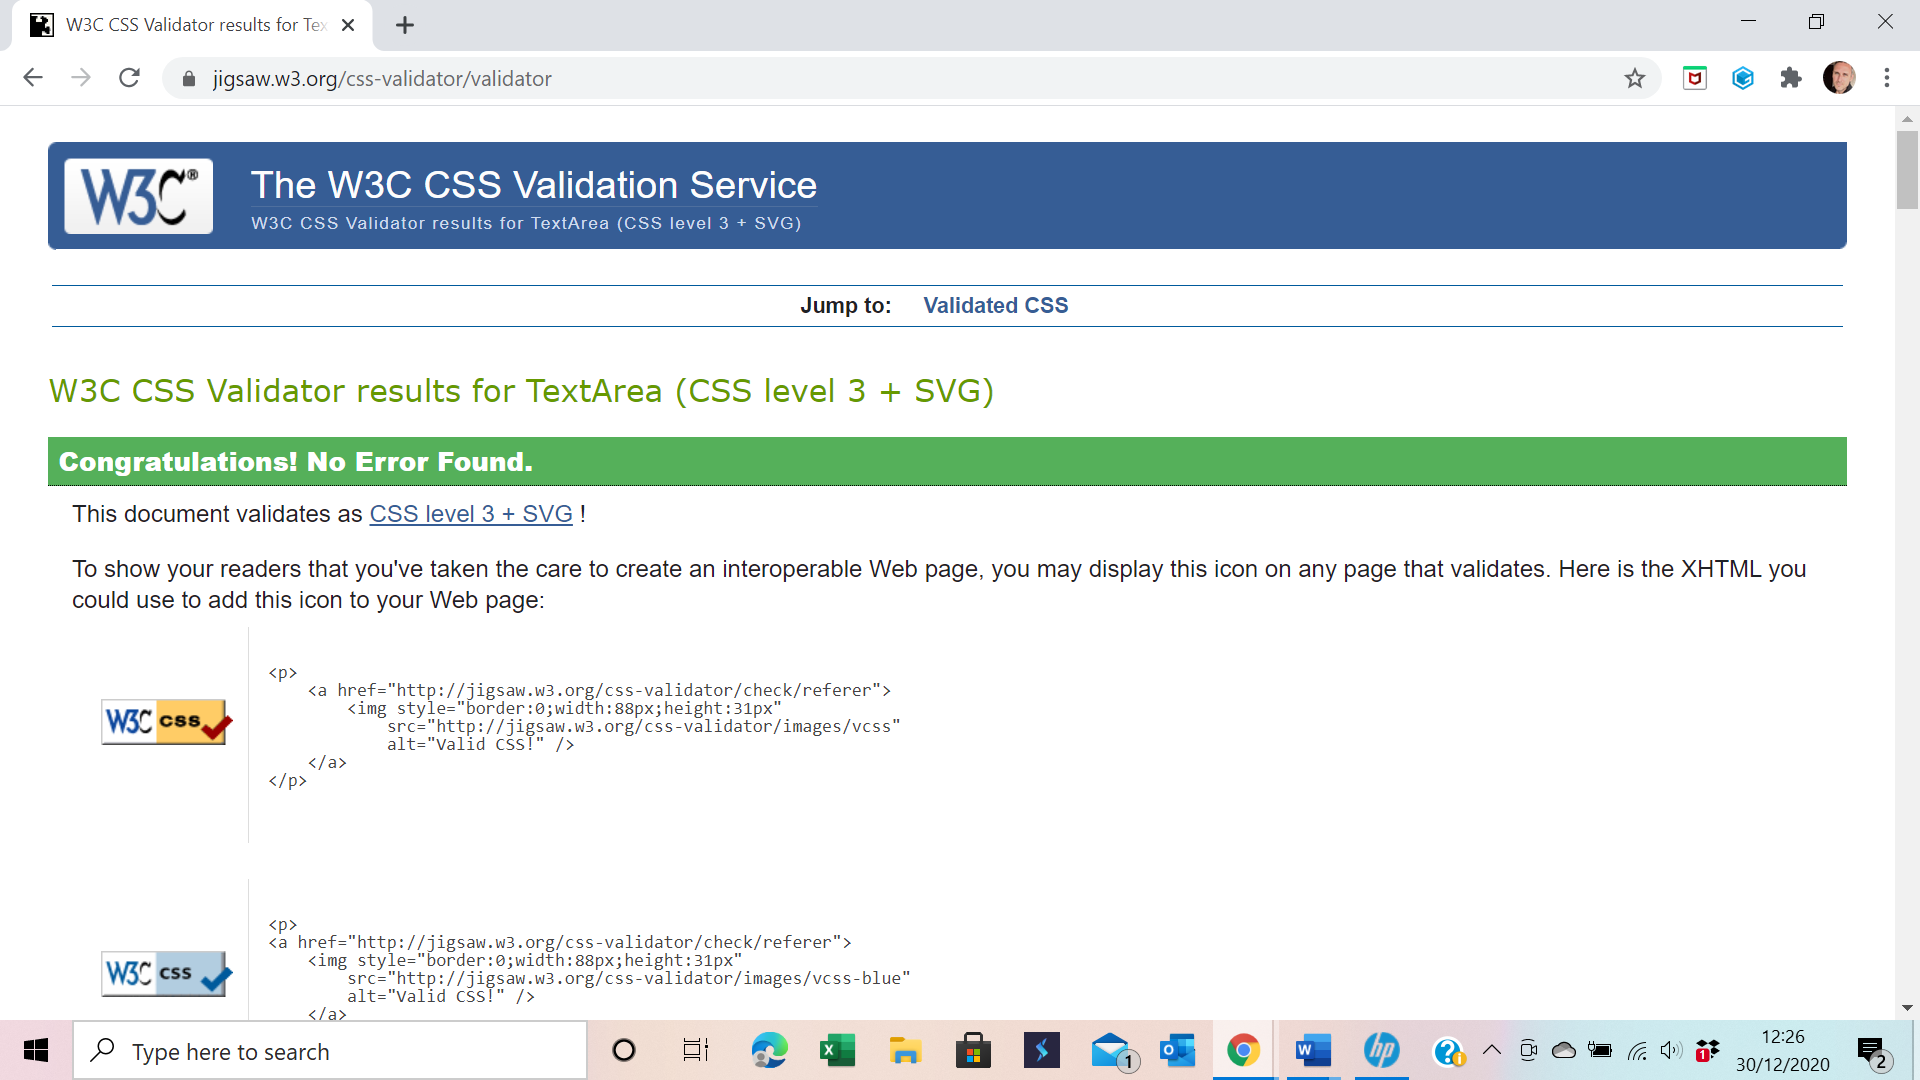 W3C CSS Validator results for Tex
jigsaw.w3.org/css-validator/validator
W3C®
The W3C CSS Validation Service
W3C CSS Validator results for TextArea (CSS level 3 + SVG)
Jump to: Validated CSS
W3C CSS Validator results for TextArea (CSS level 3 + SVG)
Congratulations! No Error Found.
This document validates as CSS level 3 + SVG !
To show your readers that you've taken the care to create an interoperable Web page, you may display this icon on any page that validates. Here is the XHTML you
could use to add this icon to your Web page:
W3C css
<p>
<a href="http://jigsaw.w3.org/css-validator/check/referer">
<img style="border:0;width:88px;height:31px"
src="http://jigsaw.w3.org/css-validator/images/vcss"
alt="Valid CSS!" />
</a>
</p>
W3C css
<p>
<a href="http://jigsaw.w3.org/css-validator/check/referer">
<img style="border:0;width:88px;height:31px"
src="http://jigsaw.w3.org/css-validator/images/vcss-blue"
alt="Valid CSS!" />
</a>
Type here to search
1
hp
1
12:26
30/12/2020
2